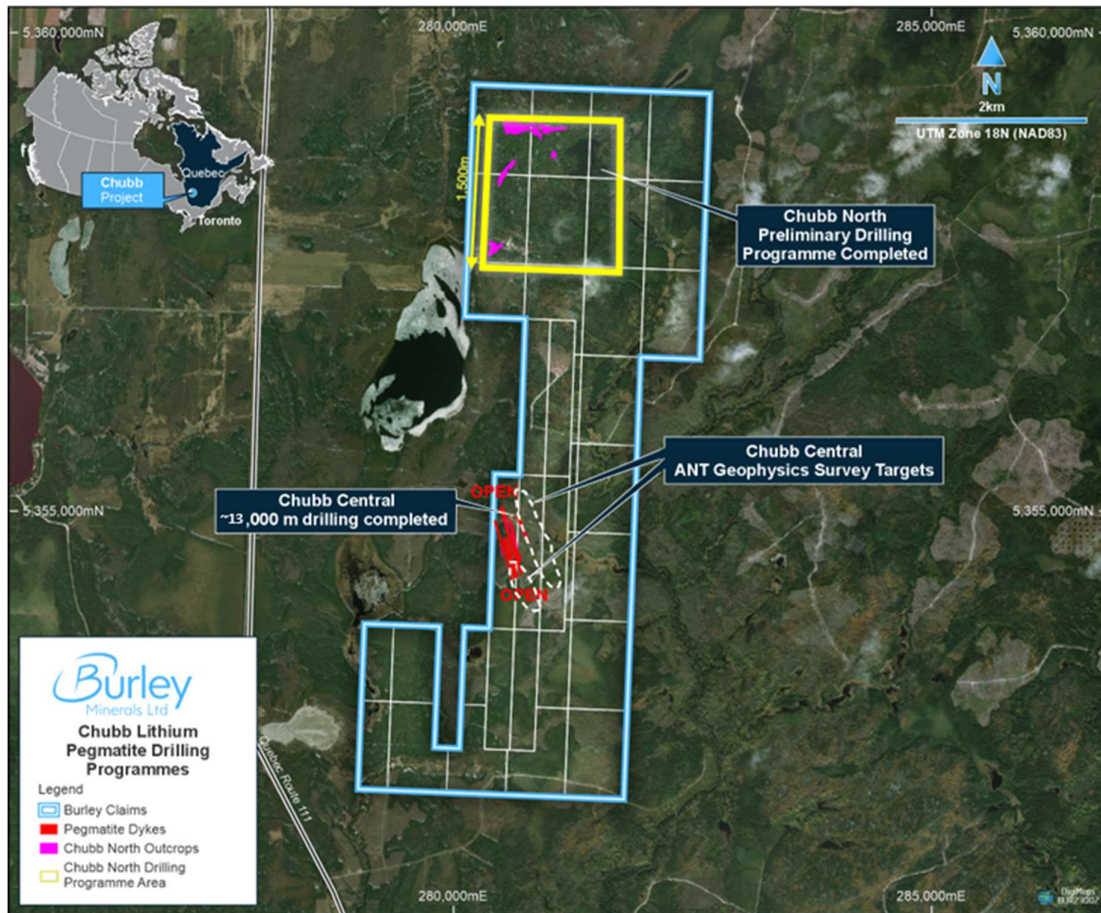 280,000mE
285,000mE
5,360,000mN
5,360,000mN
N
2km
UTM Zone 18N (NAD83)
Quebec
Chubb
Project
Toronto
1,500m
Chubb North
Preliminary Drilling
Programme Completed
Chubb Central
ANT Geophysics Survey Targets
OPEN
Chubb Central
~13,000 m drilling completed
5,355,000mN
5,355,000mN
OPEN
Burley
Minerals Ltd
Chubb Lithium
Pegmatite Drilling
Programmes
Legend
Burley Claims
Pegmatite Dykes
Chubb North Outcrops
Chubb North Drilling
Programme Area
Quebec Route 111
280,000mE
285,000mE
DigiMaps